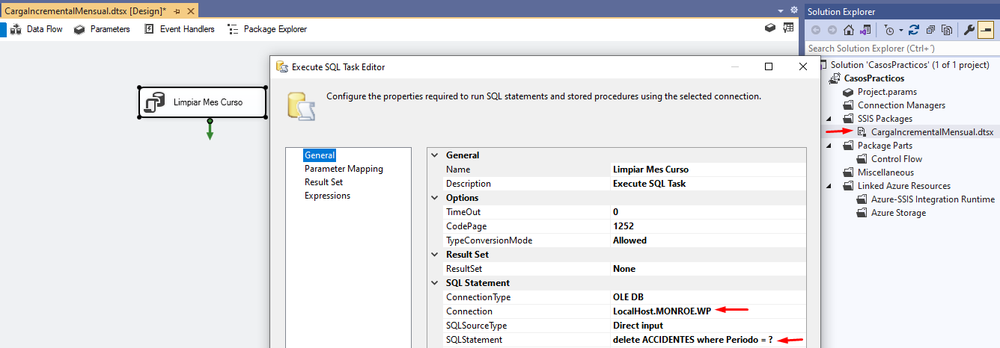 CargaIncrementalMensual.dtsx [Design]*
Data Flow
Parameters
Event Handlers
Package Explorer
Limpiar Mes Curso
Execute SQL Task Editor
Configure the properties required to run SQL statements and stored procedures using the selected connection.
General
Parameter Mapping
Result Set
Expressions
General
Name Limpiar Mes Curso
Description Execute SQL Task
Options
TimeOut 0
CodePage 1252
TypeConversionMode Allowed
Result Set
ResultSet None
SQL Statement
ConnectionType OLE DB
Connection LocalHost.MONROE.WP
SQLSourceType Direct input
SQLStatement delete ACCIDENTES where Periodo = ?
Solution Explorer
Search Solution Explorer (Ctrl+´)
Solution 'CasosPracticos' (1 of 1 project)
CasosPracticos
Project.params
Connection Managers
SSIS Packages
CargaIncrementalMensual.dtsx
Package Parts
Control Flow
Miscellaneous
Linked Azure Resources
Azure-SSIS Integration Runtime
Azure Storage